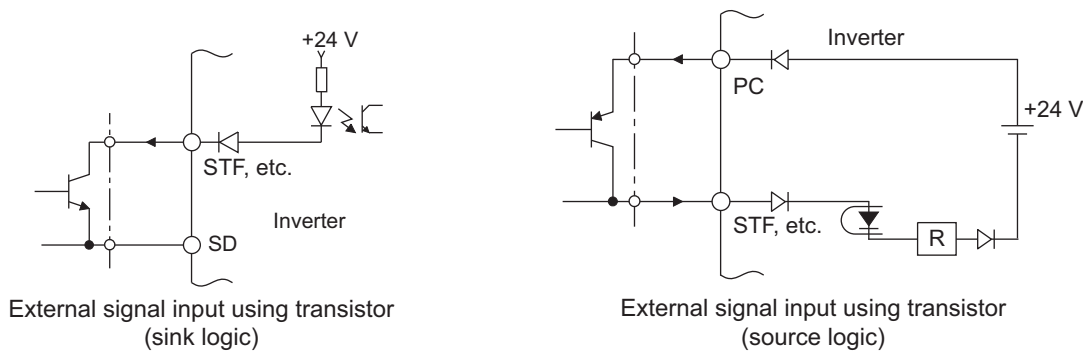 +24 V
STF, etc.
Inverter
SD
External signal input using transistor
(sink logic)
Inverter
PC
+24 V
STF, etc.
R
External signal input using transistor
(source logic)